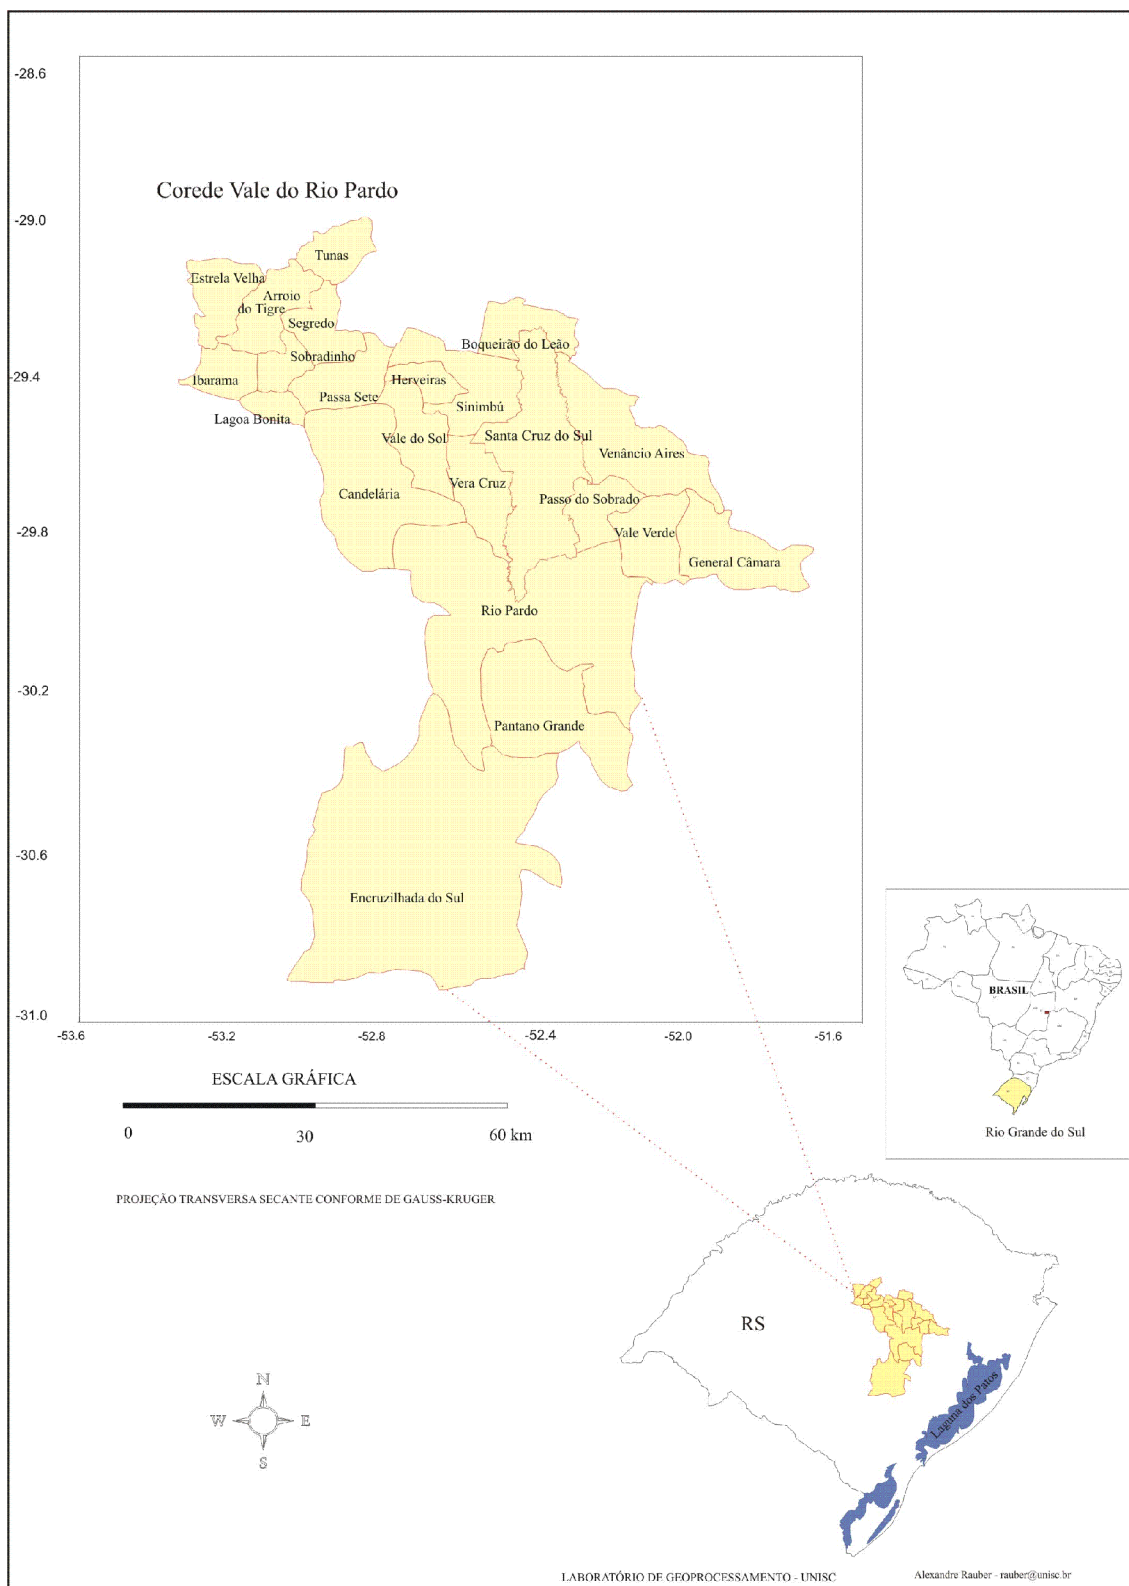 -28.6
Corede Vale do Rio Pardo
-29.0
Tunas
Estrela Velha
Arroio
do Tigre
Segredo
Boqueirão do Leão
Sobradinho
-29.4
Ibarama
Herveiras
Passa Sete
Sinimbú
Lagoa Bonita
Vale do Sol
Santa Cruz do Sul
Venâncio Aires
Vera Cruz
Candelária
Passo do Sobrado
-29.8
Vale Verde
General Câmara
Rio Pardo
-30.2
Pantano Grande
-30.6
Encruzilhada do Sul
-31.0
-53.6
-53.2
-52.8
-52.4
-52.0
-51.6
BRASIL
Rio Grande do Sul
ESCALA GRÁFICA
0
30
60 km
PROJEÇÃO TRANSVERSA SECANTE CONFORME DE GAUSS-KRUGER
RS
Laguna dos Patos
N
W
E
S
LABORATÓRIO DE GEOPROCESSAMENTO - UNISC
Alexandre Rauber - rauber@unisc.br